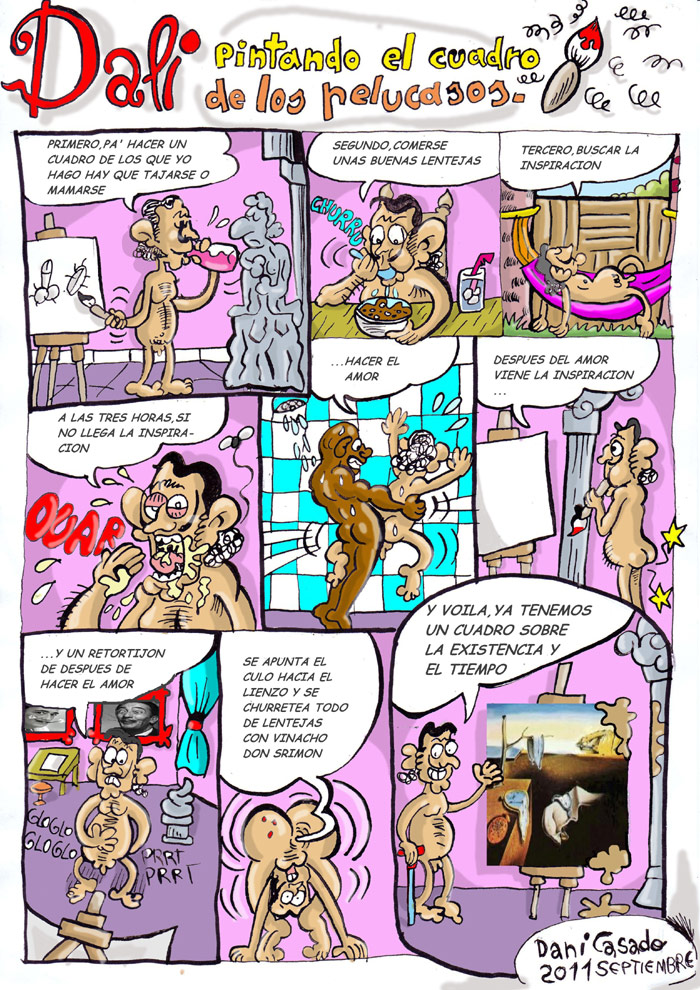 Dali pintando el cuadro
de los pelucasos.-
PRIMERO,PA' HACER UN
CUADRO DE LOS QUE YO
HAGO HAY QUE TAJARSE O
MAMARSE
SEGUNDO,COMERSE
UNAS BUENAS LENTEJAS
CHURRU
TERCERO,BUSCAR LA
INSPIRACION
A LAS TRES HORAS,SI
NO LLEGA LA INSPIRA-
CION
OUAR
...HACER EL
AMOR
DESPUES DEL AMOR
VIENE LA INSPIRACION
...
...Y UN RETORTIJON
DE DESPUES DE
HACER EL AMOR
GLOGLO
GLOGLO
PRRT
PRRT
SE APUNTA EL
CULO HACIA EL
LIENZO Y SE
CHURRETEA TODO
DE LENTEJAS
CON VINACHO
DON SRIMON
Y VOILA,YA TENEMOS
UN CUADRO SOBRE
LA EXISTENCIA Y
EL TIEMPO
Dani Casado
2011 SEPTIEMBRE